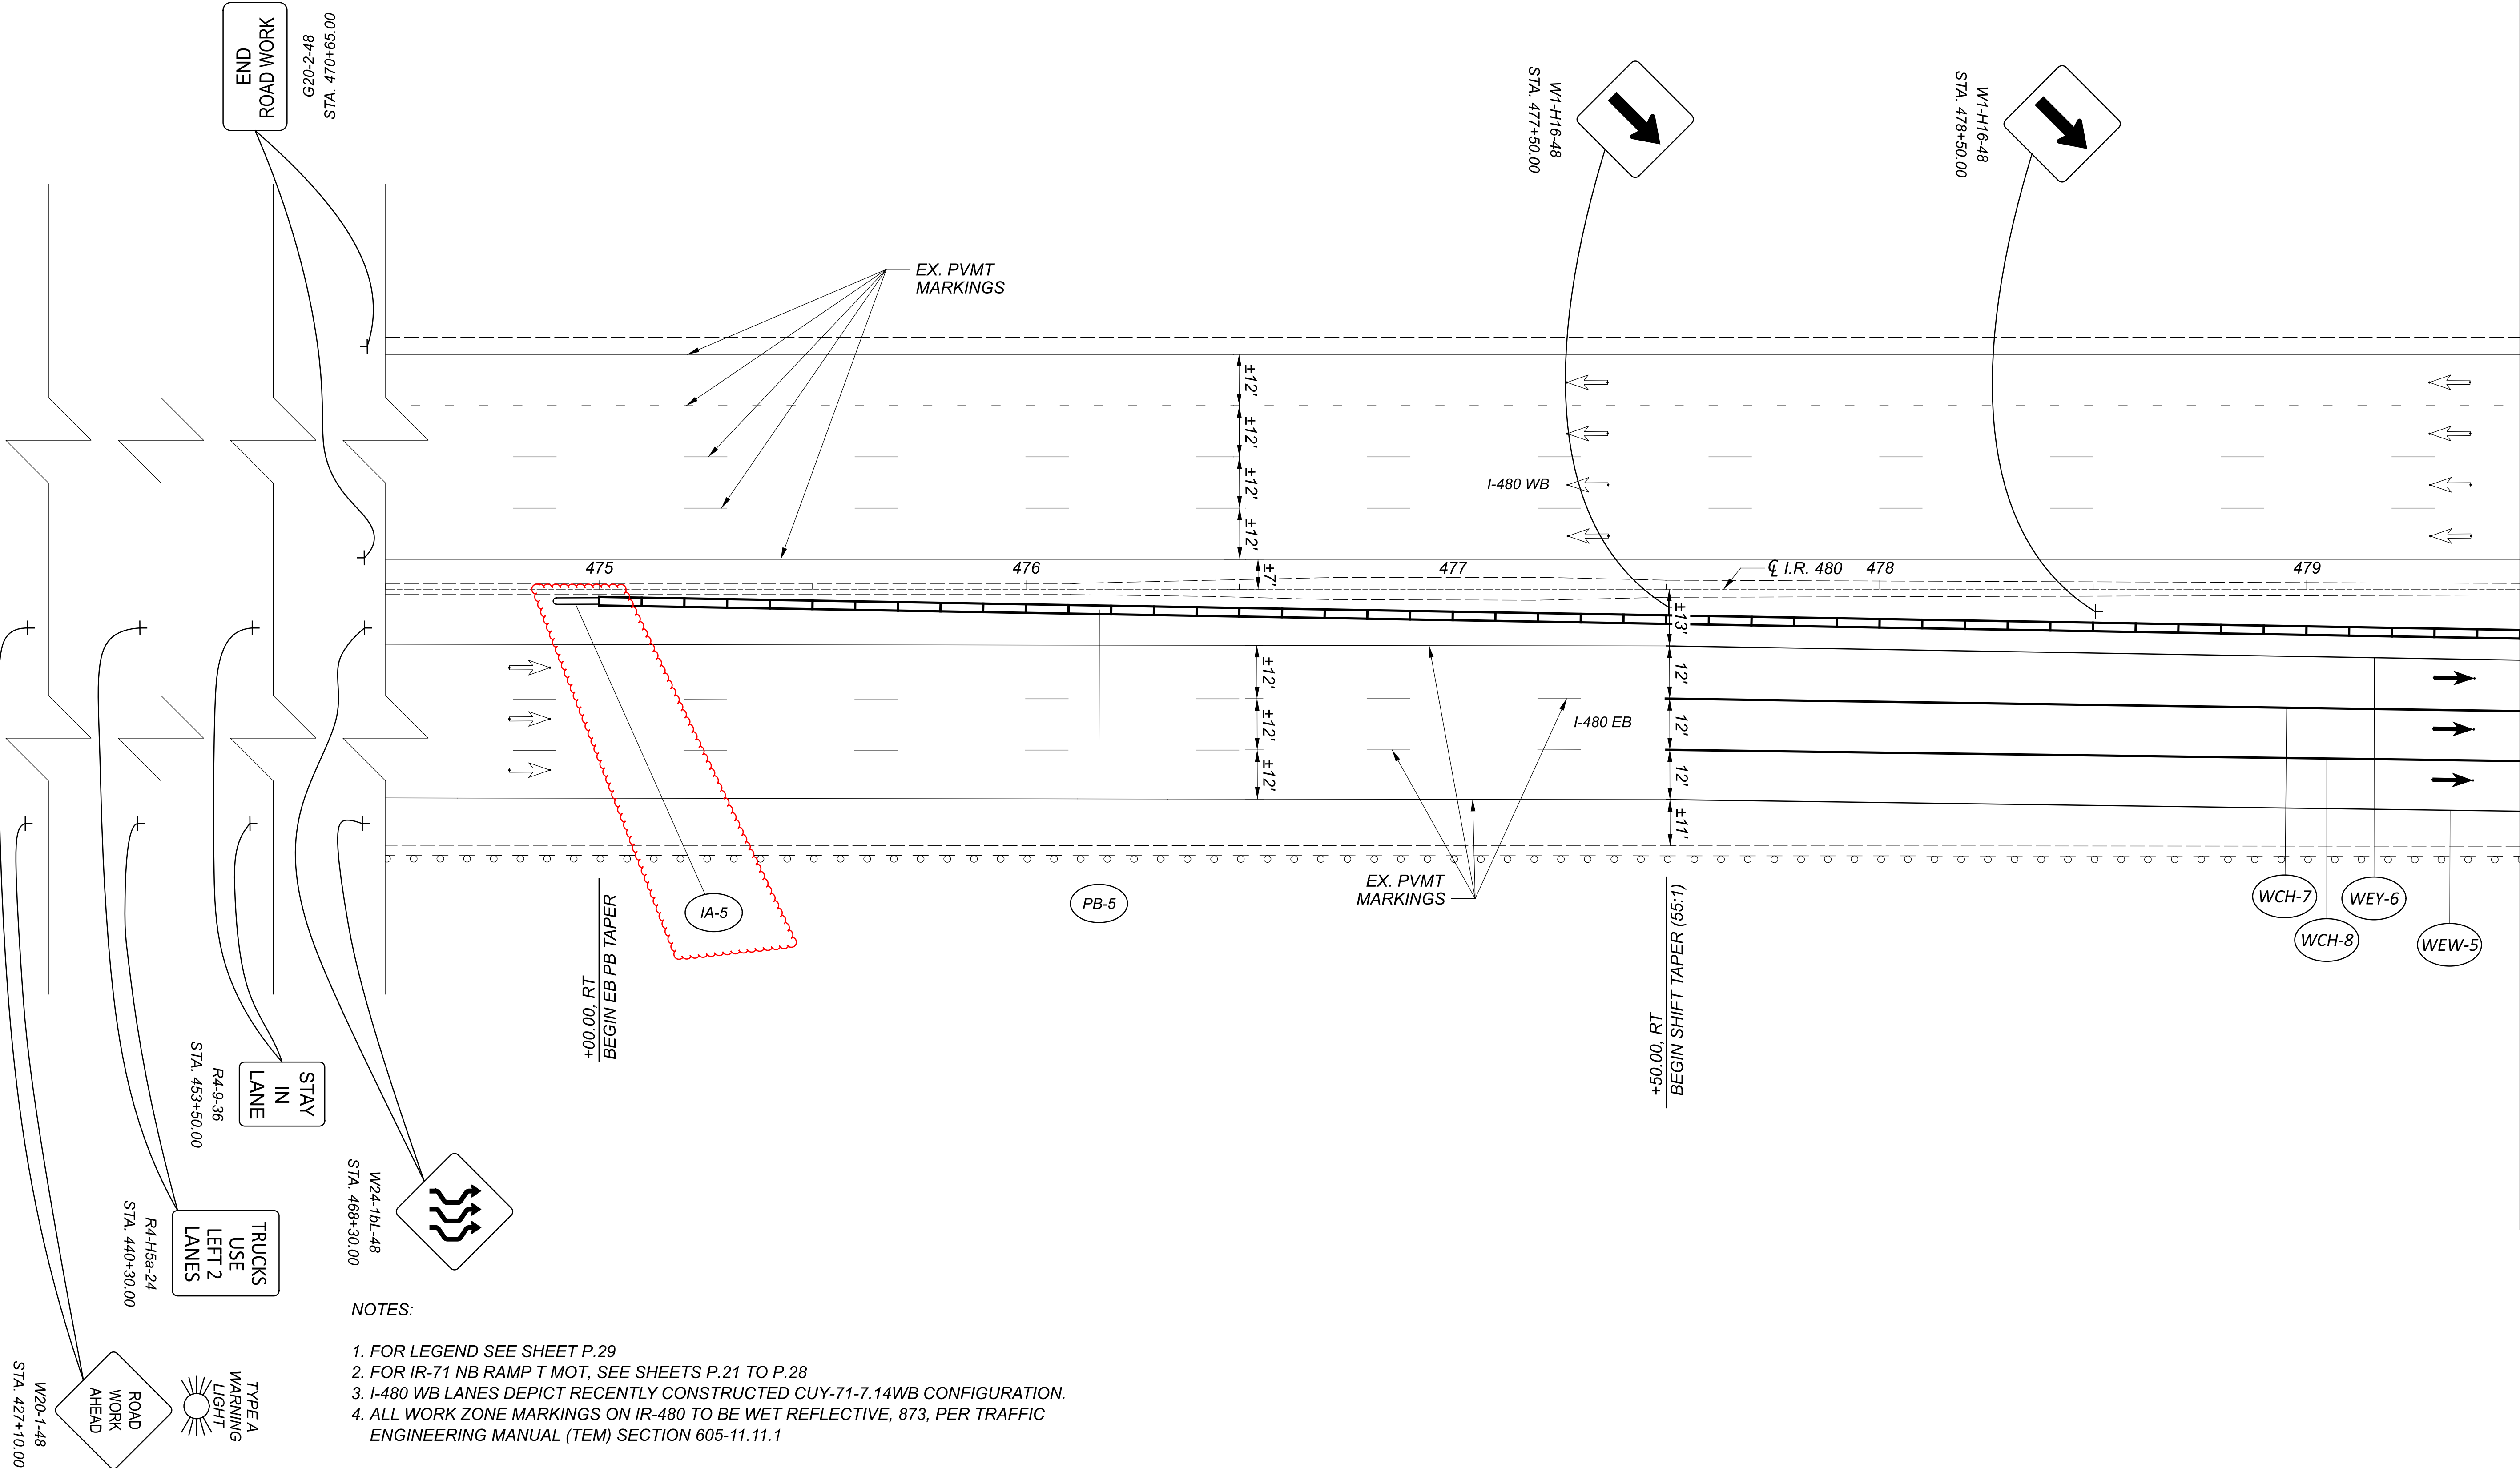 END
ROAD WORK
G20-2-48
STA. 470+65.00
W1-H16-48
STA. 477+50.00
W1-H16-48
STA. 478+50.00
EX. PVMT
MARKINGS
±12'
±12'
±12'
±12'
±7'
I-480 WB
475
476
477
℄ I.R. 480
478
479
±13'
±12'
±12'
±12'
12'
12'
12'
±11'
I-480 EB
EX. PVMT
MARKINGS
IA-5
PB-5
WCH-7
WCH-8
WEY-6
WEW-5
+00.00, RT
BEGIN EB PB TAPER
+50.00, RT
BEGIN SHIFT TAPER (55:1)
STAY
IN
LANE
R4-9-36
STA. 453+50.00
W24-1bL-48
STA. 468+30.00
TRUCKS
USE
LEFT 2
LANES
R4-H5a-24
STA. 440+30.00
TYPE A
WARNING
LIGHT
ROAD
WORK
AHEAD
W20-1-48
STA. 427+10.00
NOTES:
1. FOR LEGEND SEE SHEET P.29
2. FOR IR-71 NB RAMP T MOT, SEE SHEETS P.21 TO P.28
3. I-480 WB LANES DEPICT RECENTLY CONSTRUCTED CUY-71-7.14WB CONFIGURATION.
4. ALL WORK ZONE MARKINGS ON IR-480 TO BE WET REFLECTIVE, 873, PER TRAFFIC
ENGINEERING MANUAL (TEM) SECTION 605-11.11.1